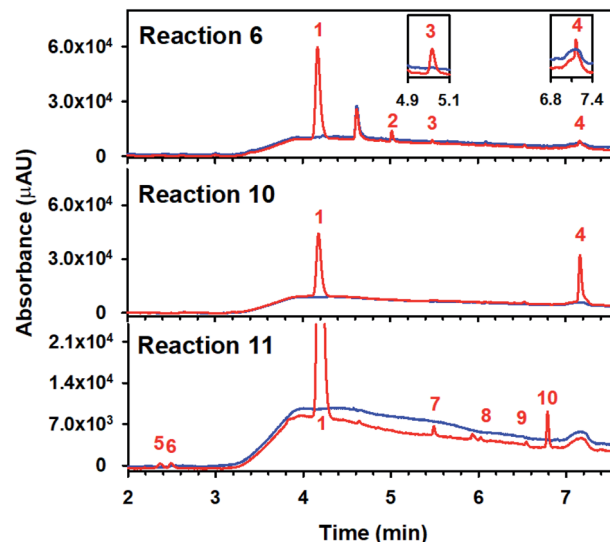 Absorbance (µAU)
Reaction 6
6.0x10⁴
3.0x10⁴
0
1
2
3
4
3
4.9 5.1
4
6.8 7.4
Reaction 10
6.0x10⁴
3.0x10⁴
0
1
4
Reaction 11
2.1x10⁴
1.4x10⁴
7.0x10³
0
5 6
1
7
8
9
10
2 3 4 5 6 7
Time (min)